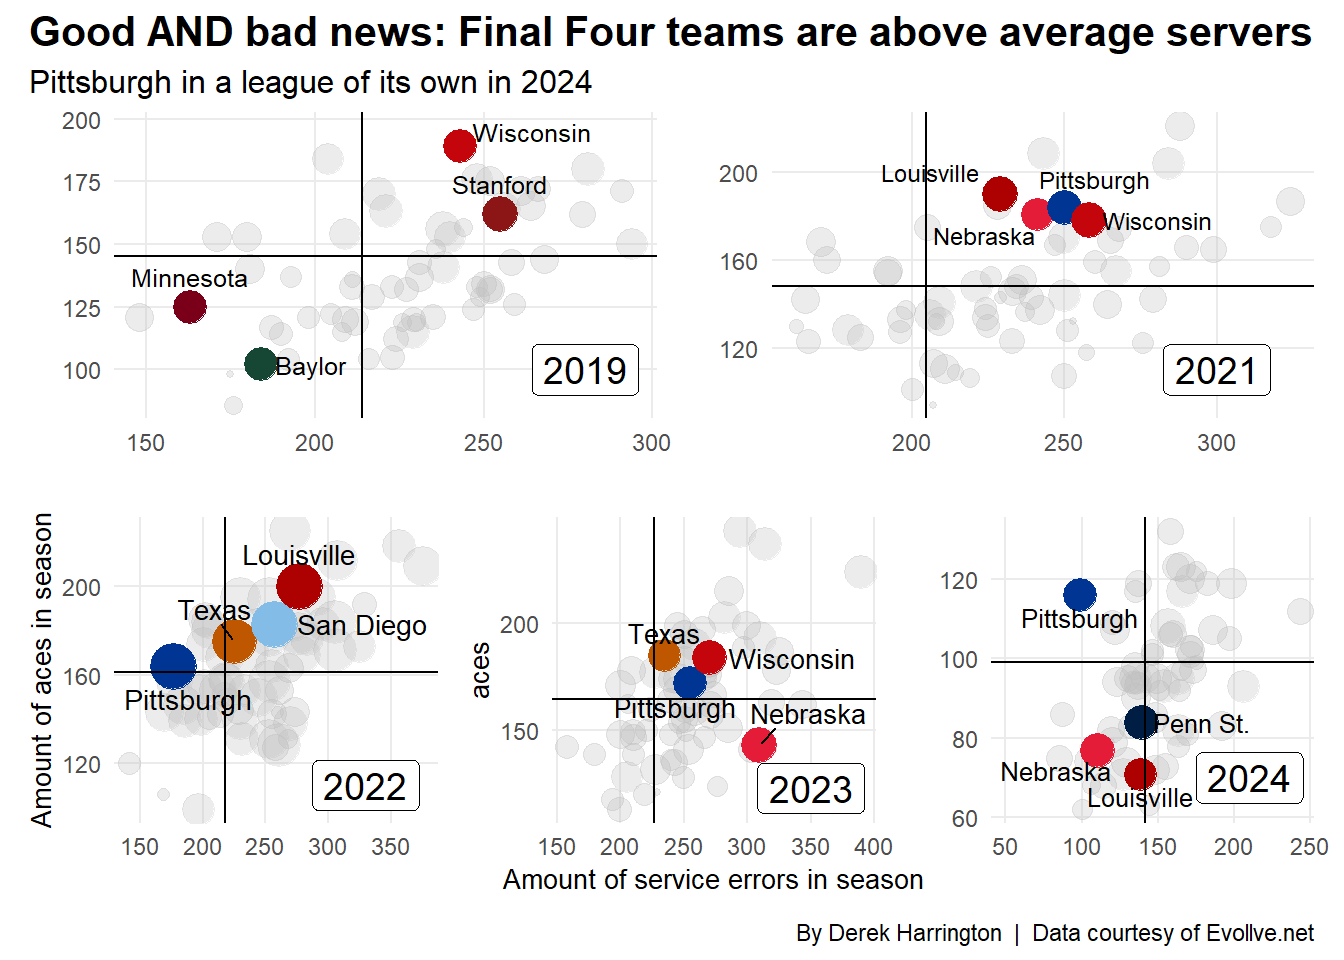 Good AND bad news: Final Four teams are above average servers
Pittsburgh in a league of its own in 2024
200
175
150
125
100
Wisconsin
Stanford
Minnesota
Baylor
2019
150
200
250
300
200
160
120
Louisville
Pittsburgh
Nebraska
Wisconsin
2021
200
250
300
Amount of aces in season
200
160
120
Louisville
Texas
San Diego
Pittsburgh
2022
150
200
250
300
350
aces
200
150
Texas
Wisconsin
Pittsburgh
Nebraska
2023
150
200
250
300
350
400
Amount of service errors in season
120
100
80
60
Pittsburgh
Penn St.
Nebraska
Louisville
2024
50
100
150
200
250
By Derek Harrington | Data courtesy of Evollve.net